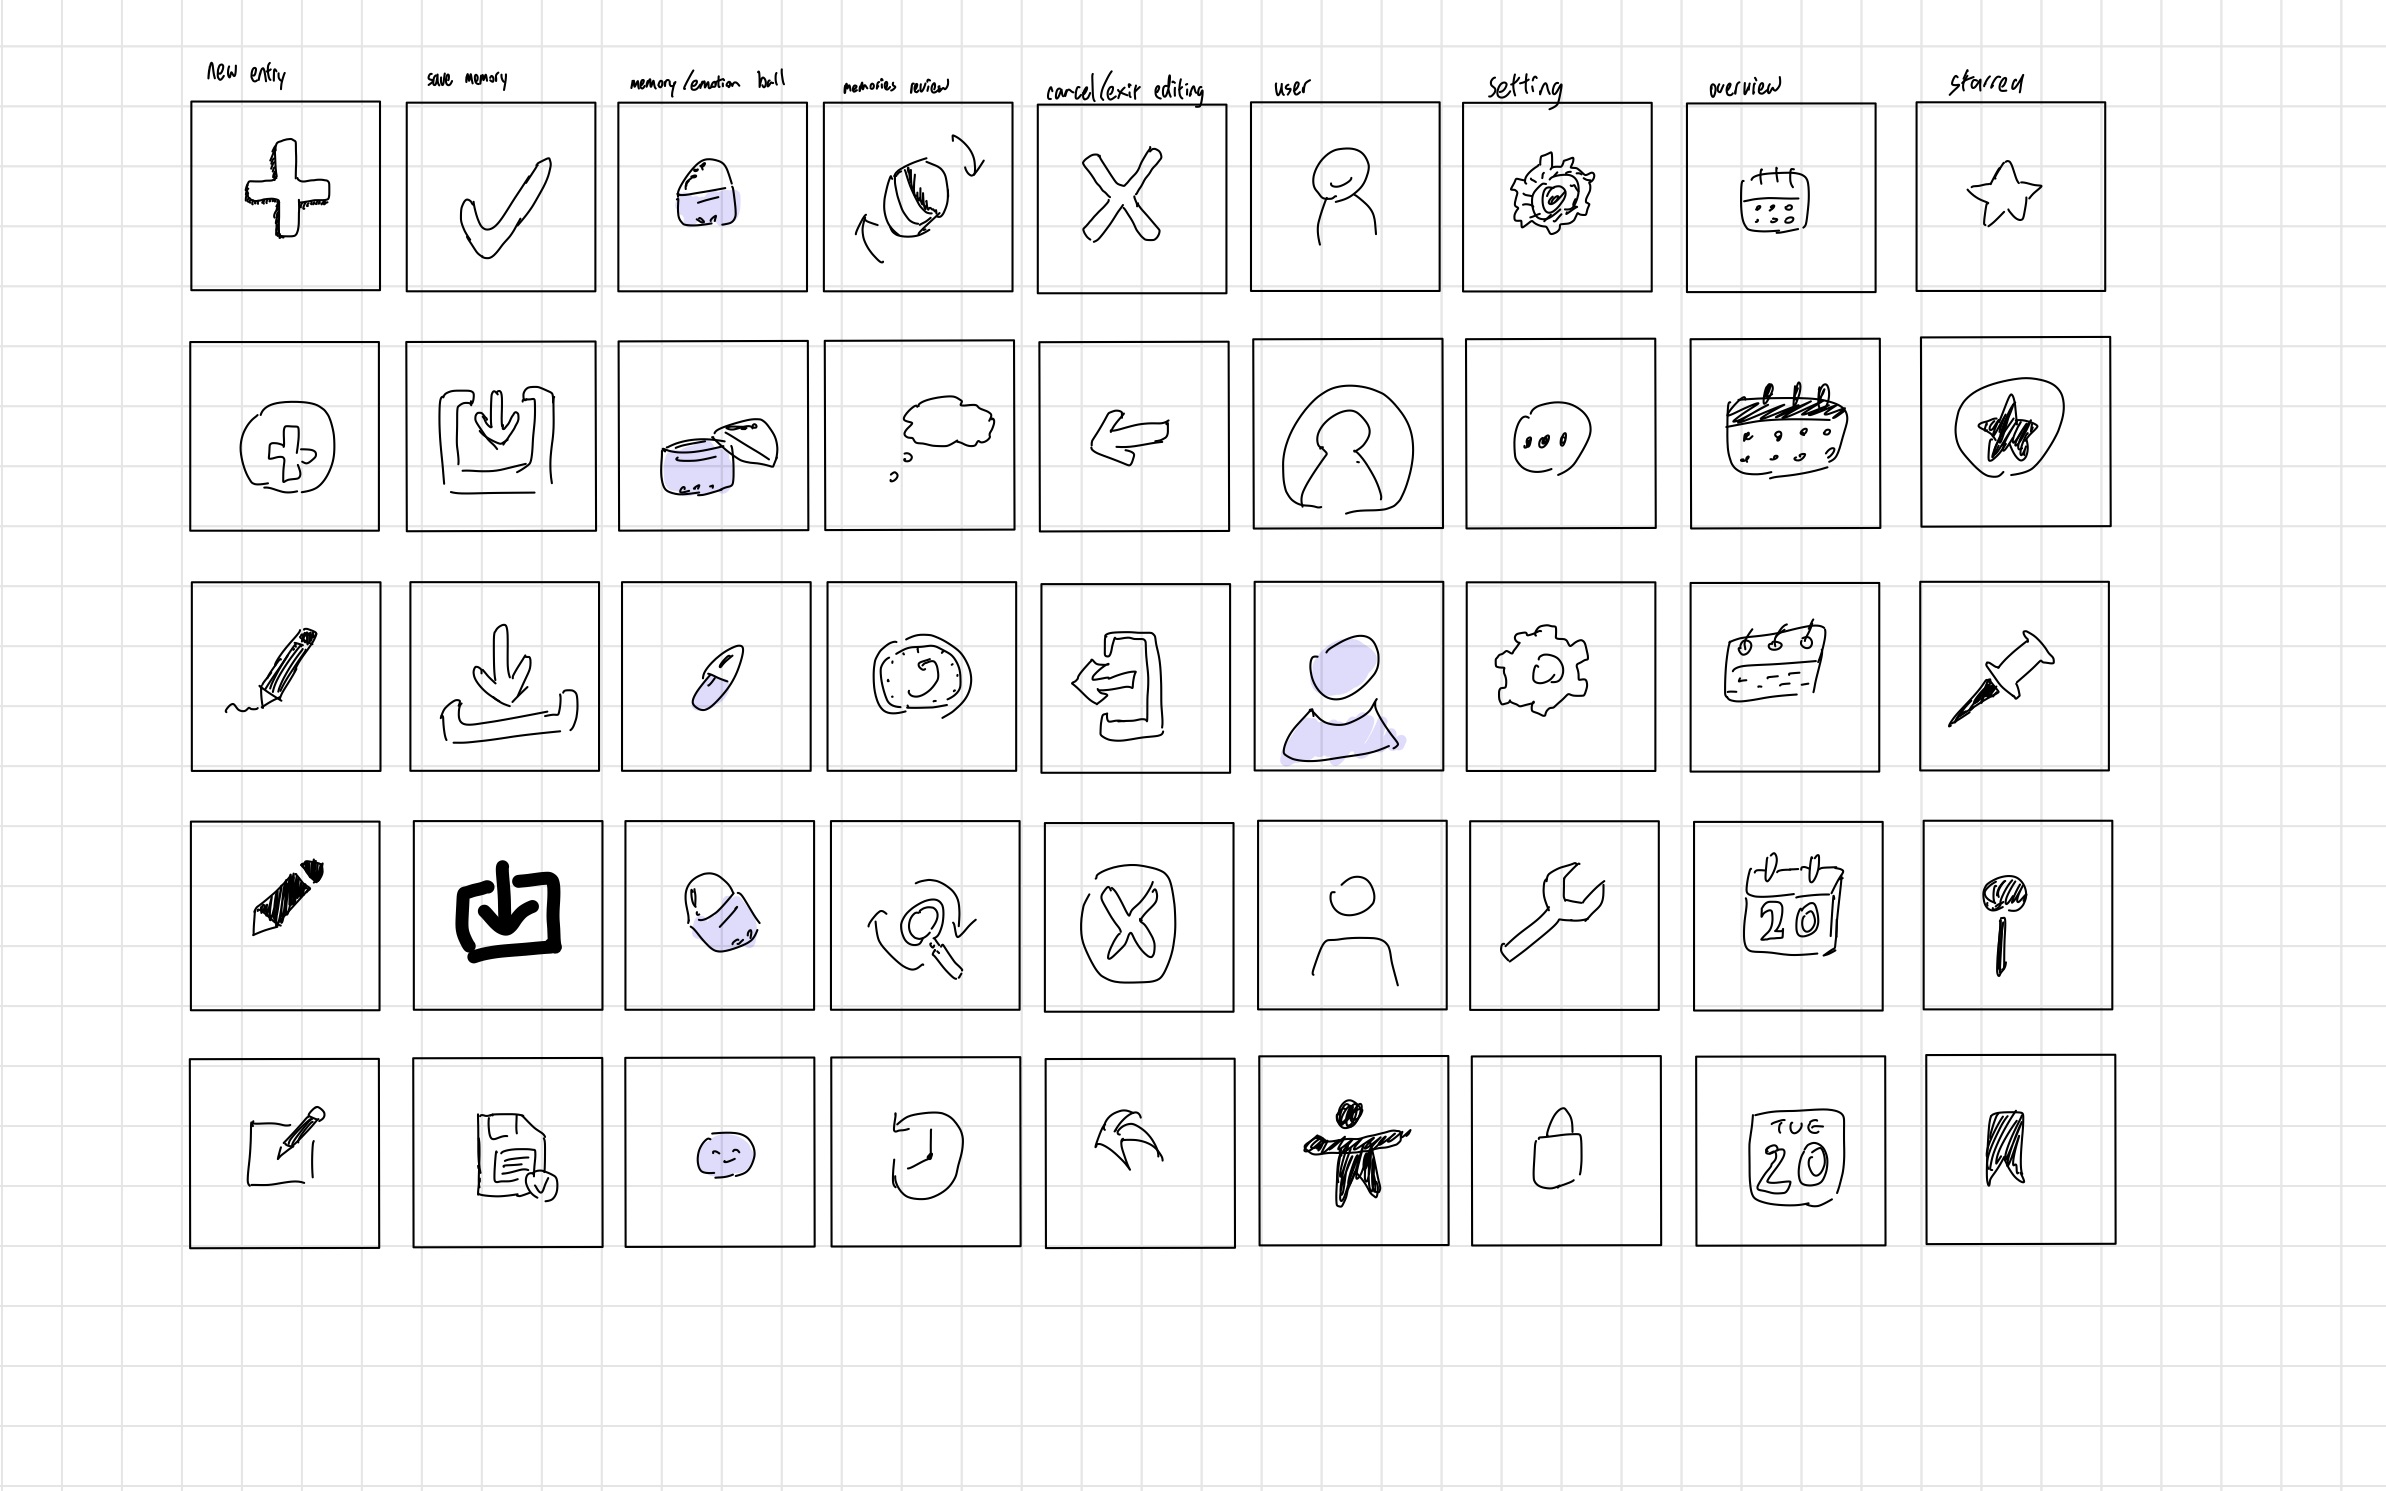 new entry
save memory
memory/emotion ball
memories review
cancel/exit editing
user
setting
overview
starred
20
TUE
20